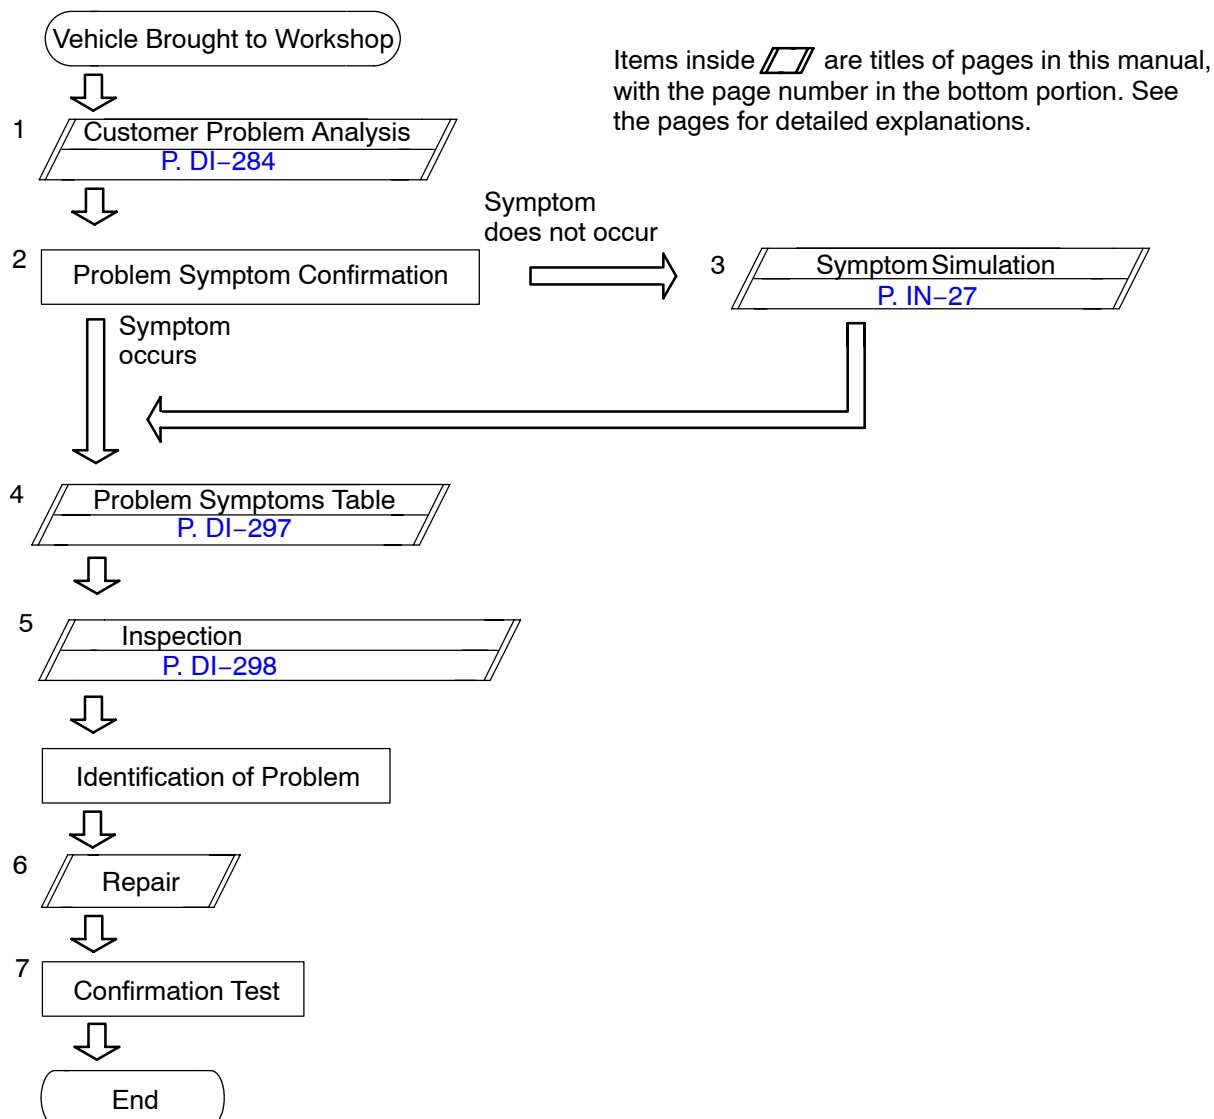 Vehicle Brought to Workshop
Items inside are titles of pages in this manual,
with the page number in the bottom portion. See
the pages for detailed explanations.
1
Customer Problem Analysis
P. DI–284
2
Problem Symptom Confirmation
Symptom
does not occur
3
Symptom Simulation
P. IN–27
Symptom
occurs
4
Problem Symptoms Table
P. DI–297
5
Inspection
P. DI–298
Identification of Problem
6
Repair
7
Confirmation Test
End